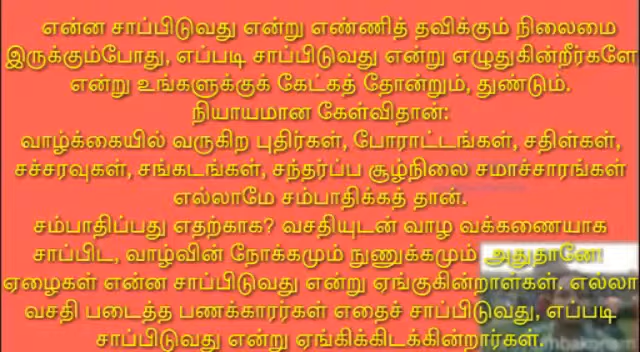 என்ன சாப்பிடுவது என்று எண்ணித் தவிக்கும் நிலைமை
இருக்கும்போது, எப்படி சாப்பிடுவது என்று எழுதுகின்றீர்களே
என்று உங்களுக்குக் கேட்கத் தோன்றும், துண்டும்.
நியாயமான கேள்விதான்:
வாழ்க்கையில் வருகிற புதிர்கள், போராட்டங்கள், சதிள்கள்,
சச்சரவுகள், சங்கடங்கள், சந்தர்ப்ப சூழ்நிலை சமாச்சாரங்கள்
எல்லாமே சம்பாதிக்கத் தான்.
சம்பாதிப்பது எதற்காக? வசதியுடன் வாழ வக்கணையாக
சாப்பிட, வாழ்வின் நோக்கமும் நுணுக்கமும் அதுதானே!
ஏழைகள் என்ன சாப்பிடுவது என்று ஏங்குகின்றாள்கள். எல்லா
வசதி படைத்த பணக்காரர்கள் எதைச் சாப்பிடுவது, எப்படி
சாப்பிடுவது என்று ஏங்கிக்கிடக்கின்றார்கள்.